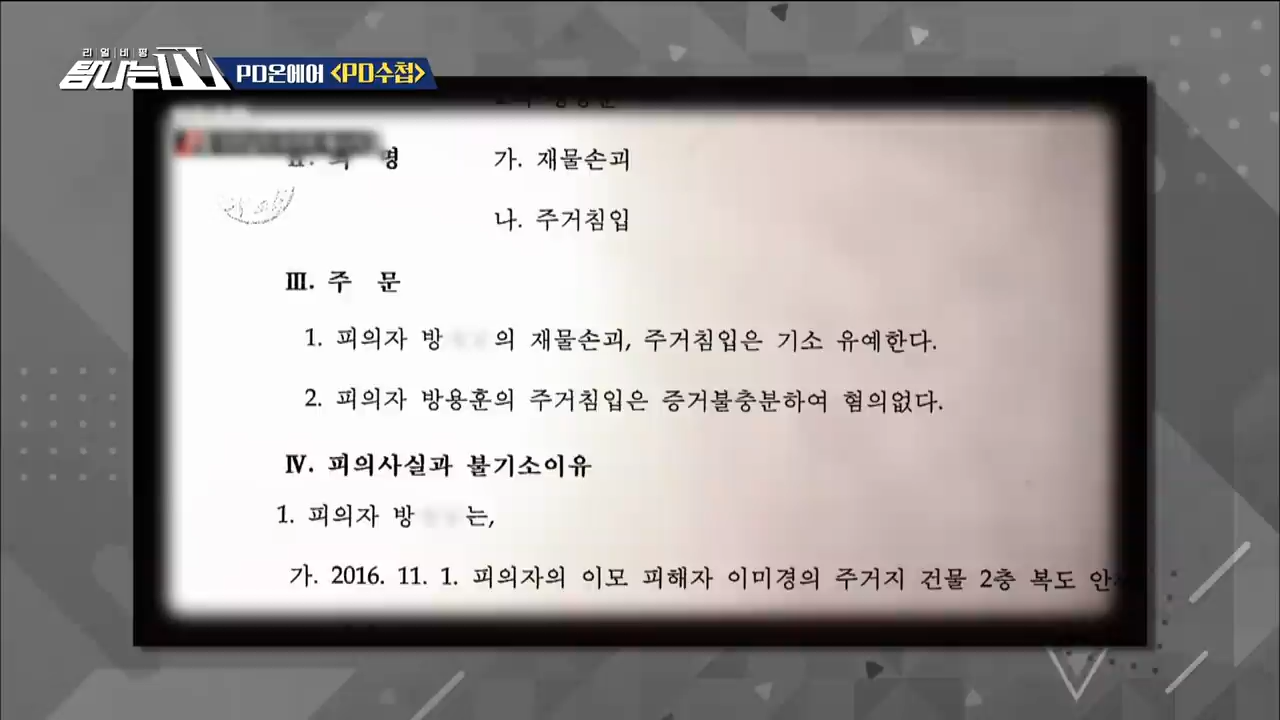 리얼비평
탐나는TV
PD온에어 <PD수첩>
명 가. 재물손괴
나. 주거침입
Ⅲ. 주 문
1. 피의자 방 의 재물손괴, 주거침입은 기소 유예한다.
2. 피의자 방용훈의 주거침입은 증거불충분하여 혐의없다.
Ⅳ. 피의사실과 불기소이유
1. 피의자 방 는,
가. 2016. 11. 1. 피의자의 이모 피해자 이미경의 주거지 건물 2층 복도